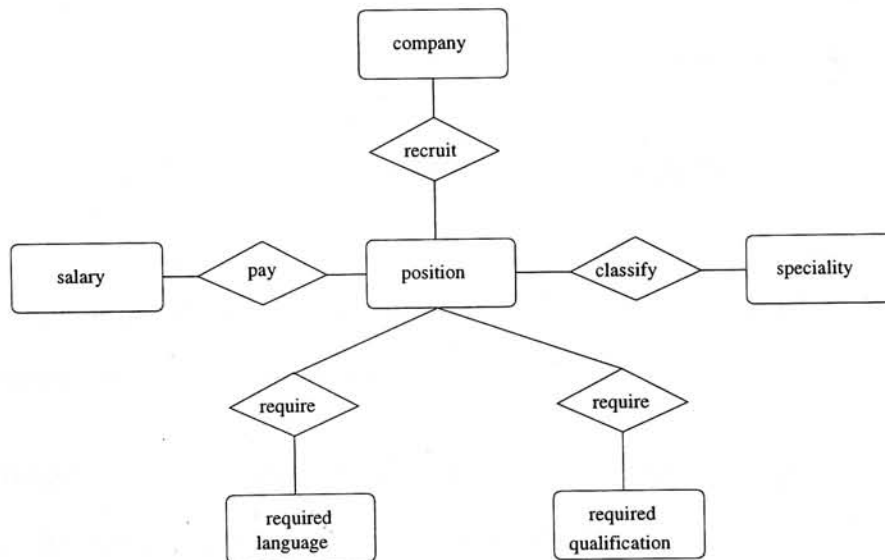 company
recruit
salary
pay
position
classify
speciality
require
require
required
language
required
qualification